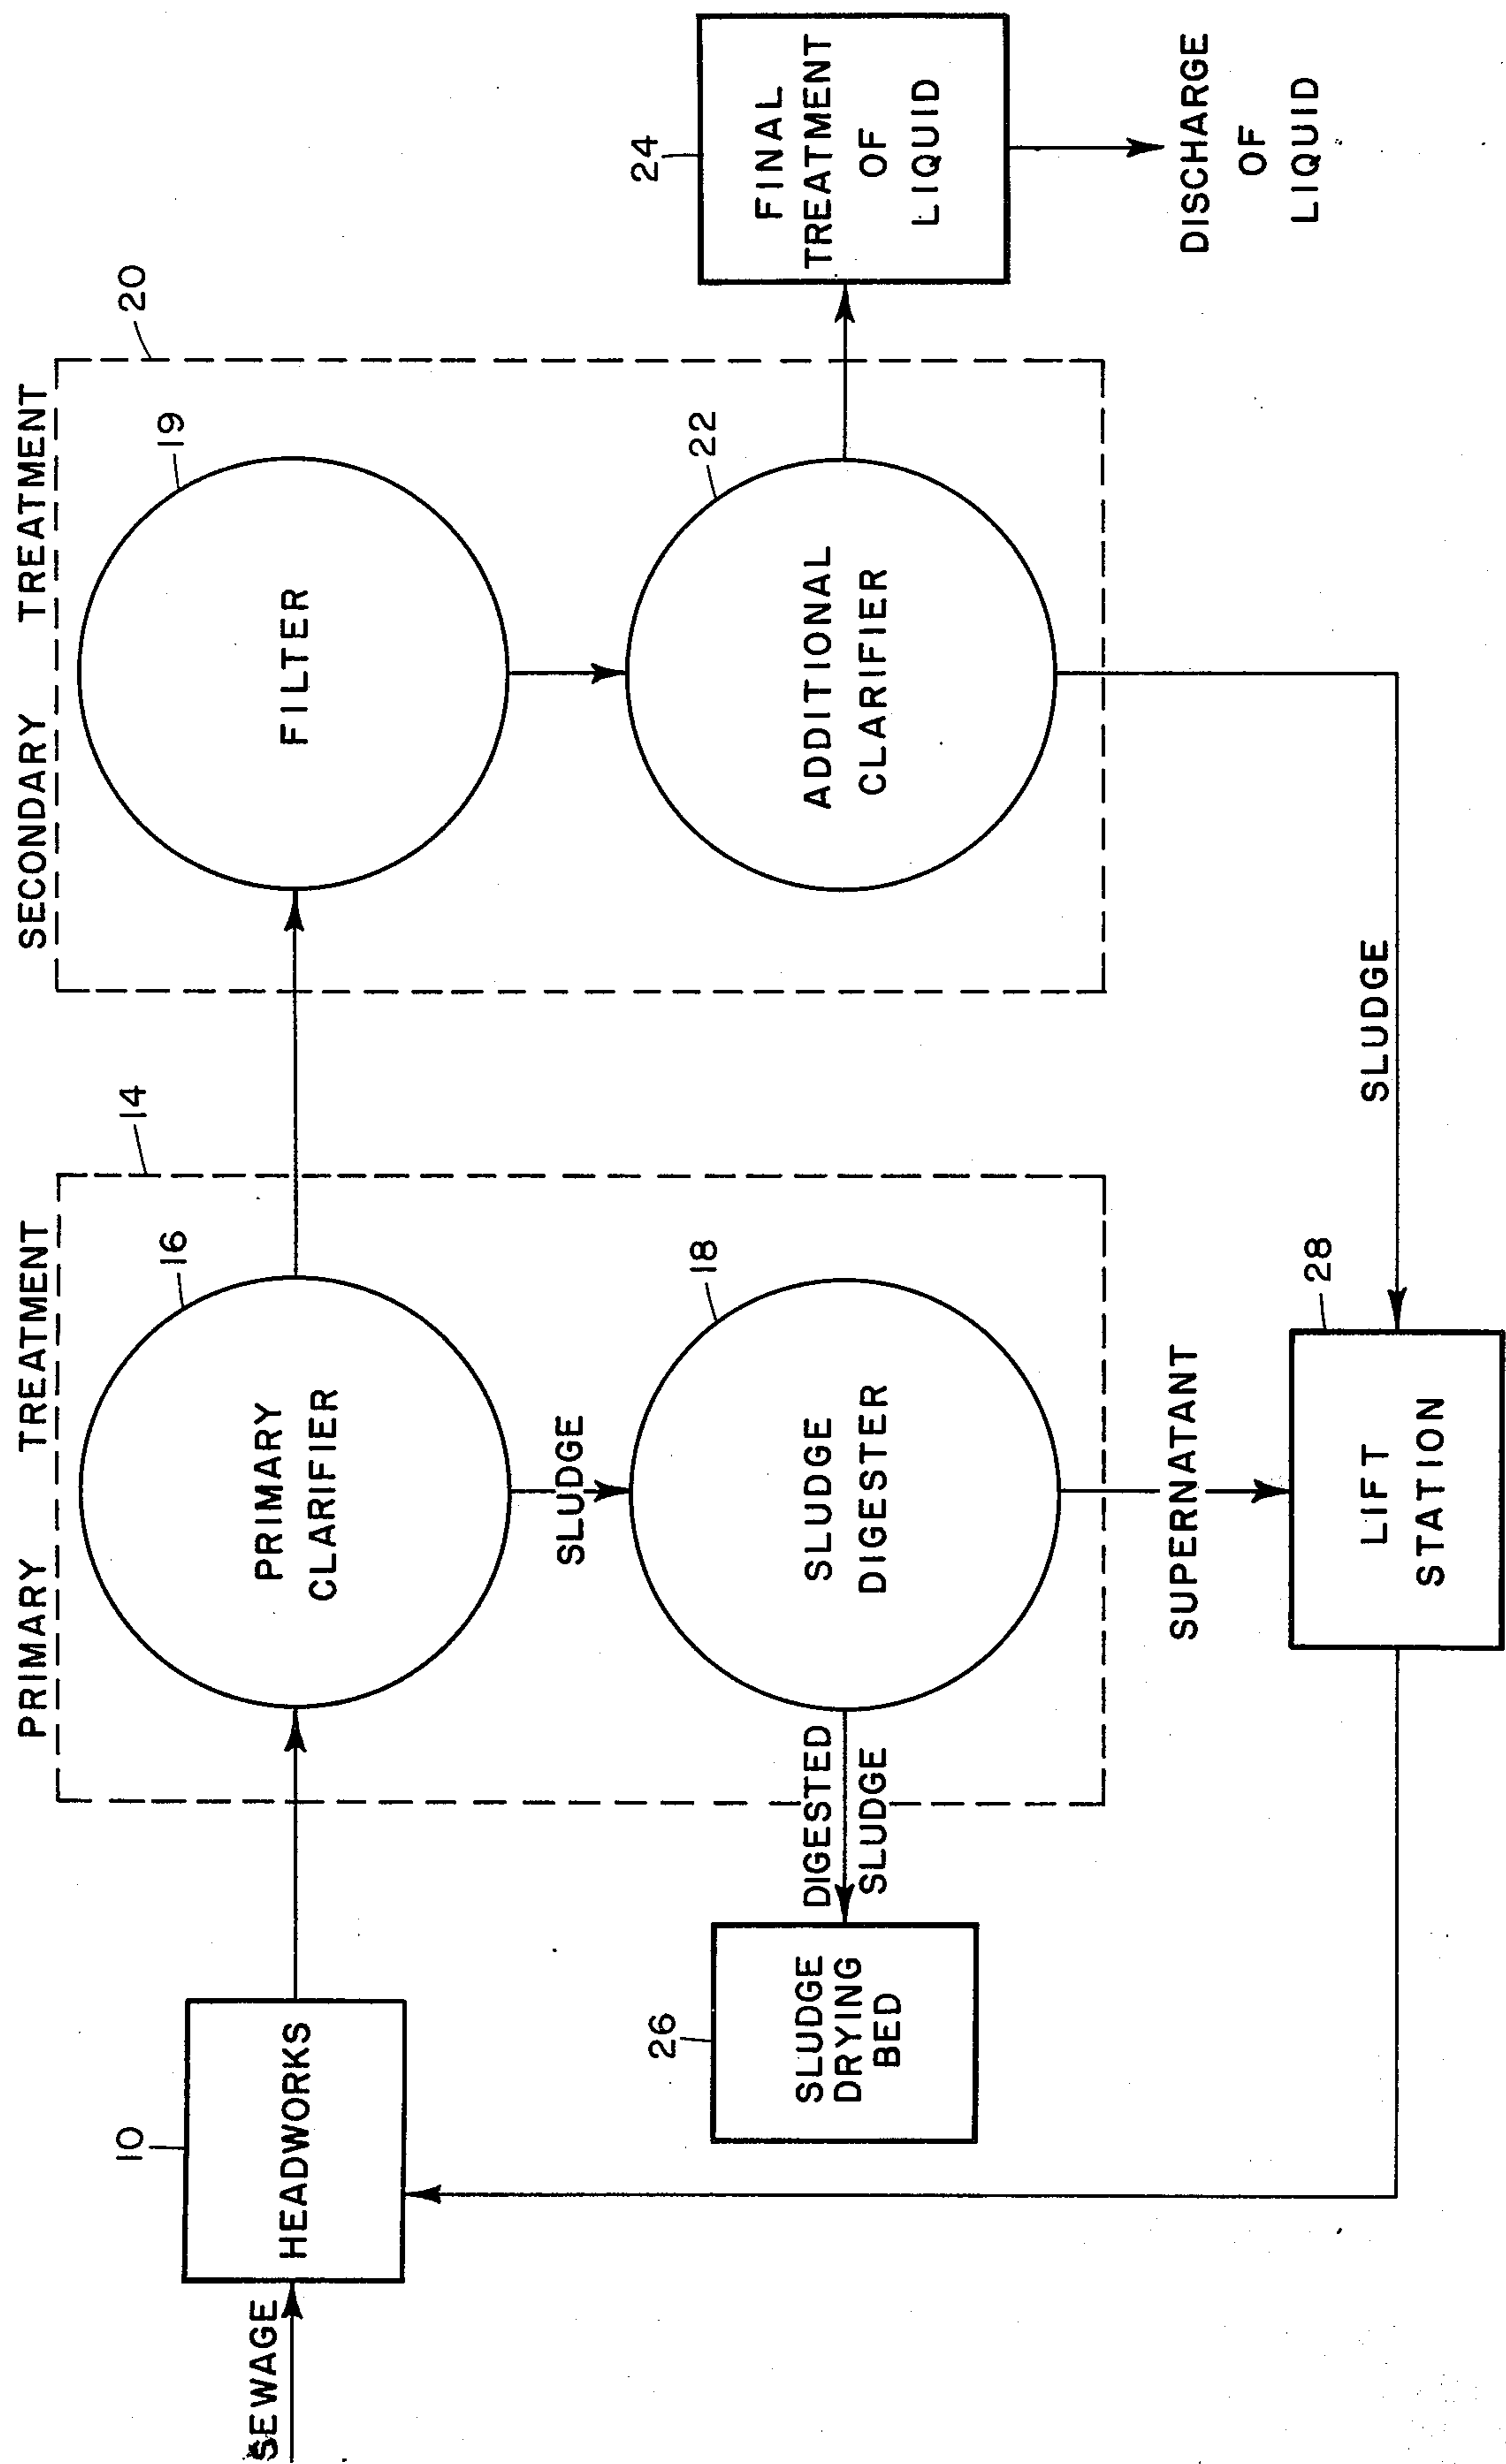 PRIMARY TREATMENT
SECONDARY TREATMENT
14
20
SEWAGE
10
HEADWORKS
16
PRIMARY
CLARIFIER
19
FILTER
SLUDGE
26
SLUDGE
DRYING
BED
DIGESTED
SLUDGE
18
SLUDGE
DIGESTER
22
ADDITIONAL
CLARIFIER
24
FINAL
TREATMENT
OF
LIQUID
SUPERNATANT
DISCHARGE
OF
LIQUID
28
LIFT
STATION
SLUDGE